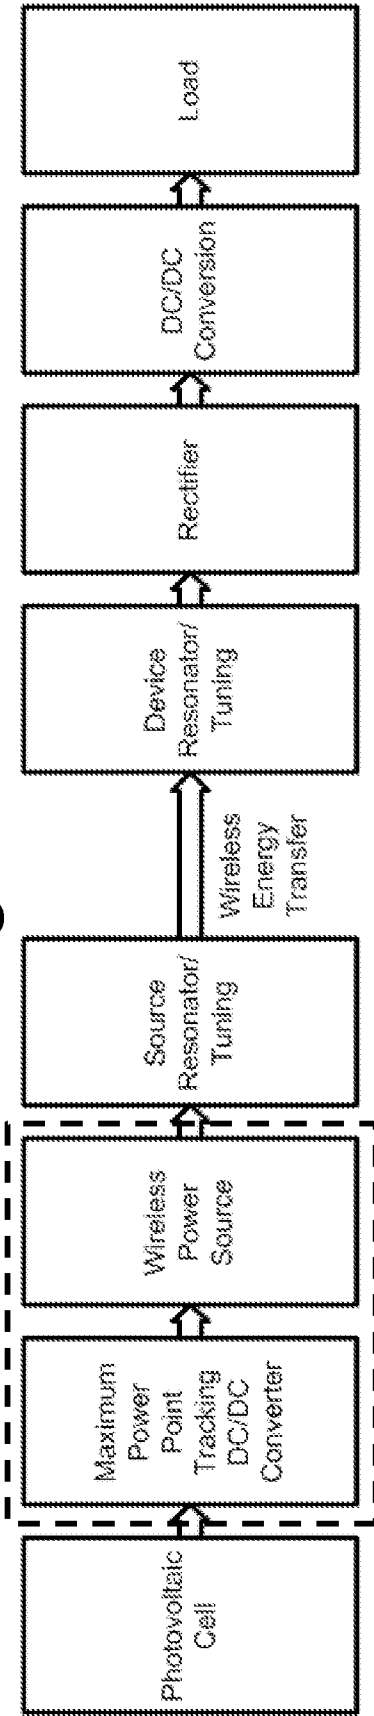 Photovoltaic
Cell
Maximum
Power
Point
Tracking
DC/DC
Converter
Wireless
Power
Source
Source
Resonator/
Tuning
Wireless
Energy
Transfer
Device
Resonator/
Tuning
Rectifier
DC/DC
Conversion
Load